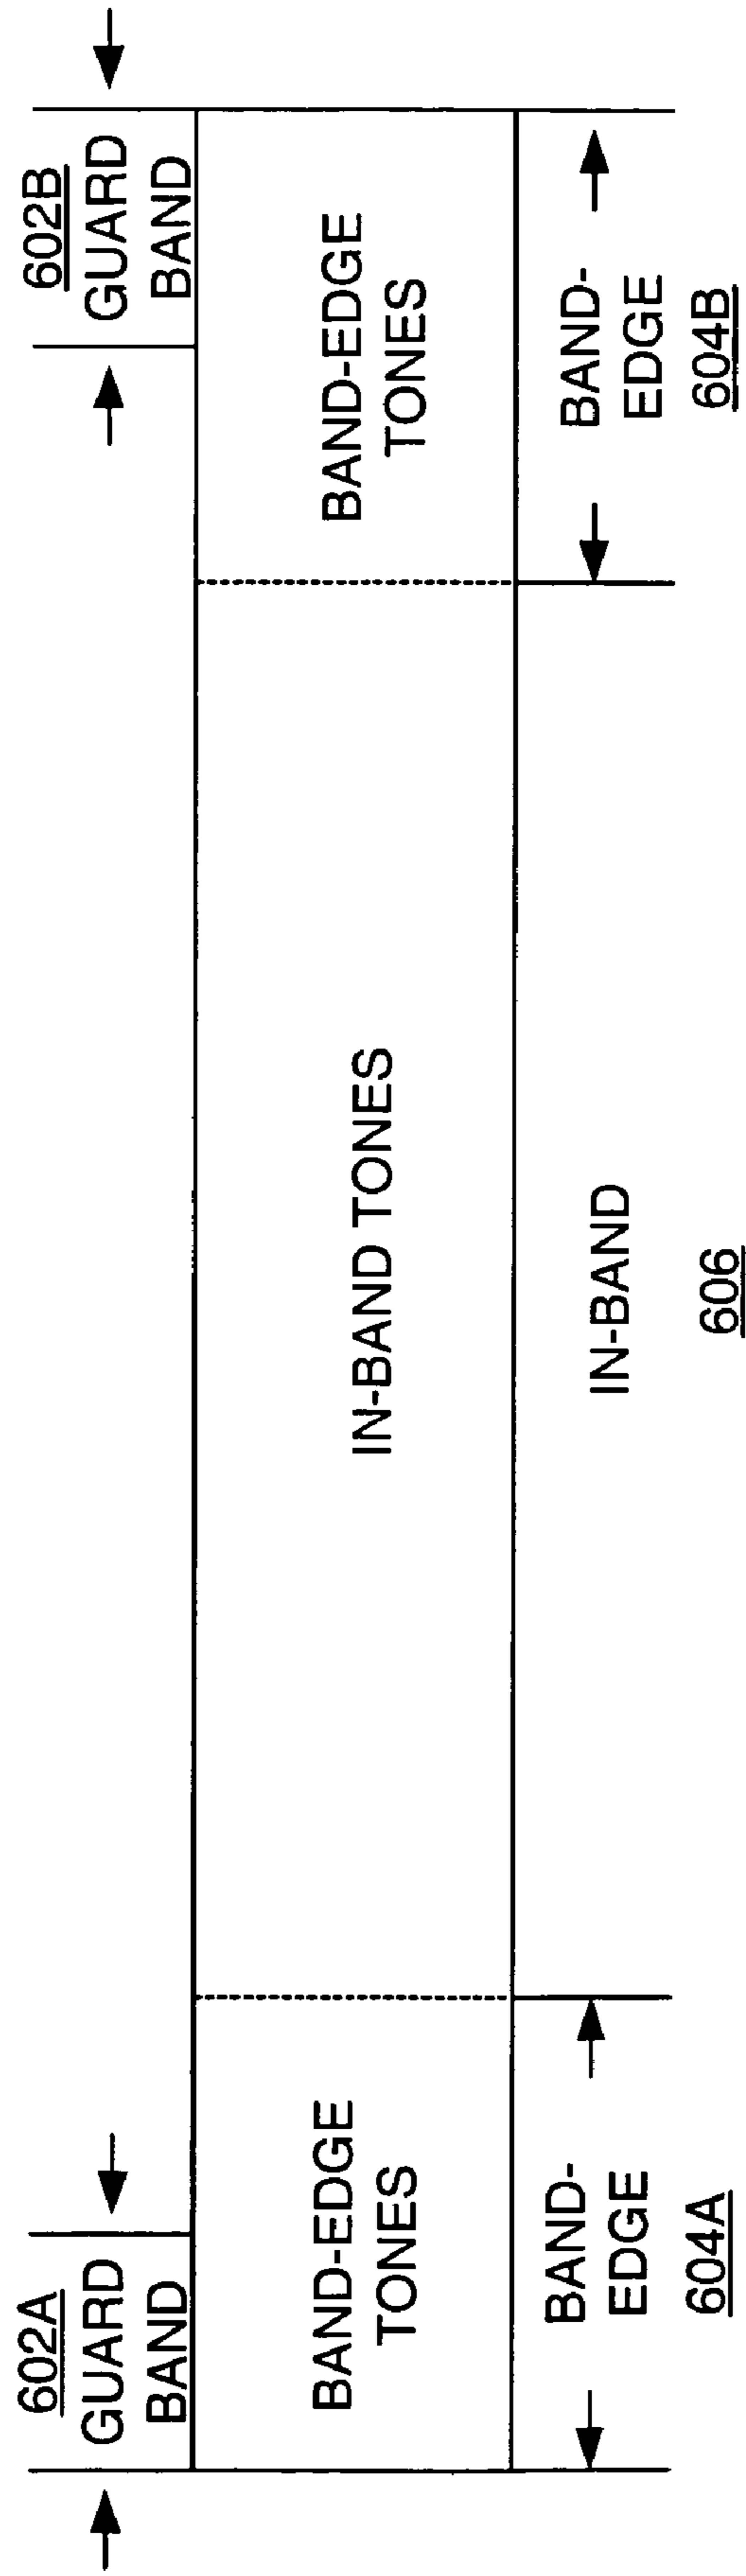 602A
GUARD
BAND
602B
GUARD
BAND
BAND-EDGE
TONES
IN-BAND TONES
BAND-EDGE
TONES
BAND-
EDGE
604A
IN-BAND
606
BAND-
EDGE
604B